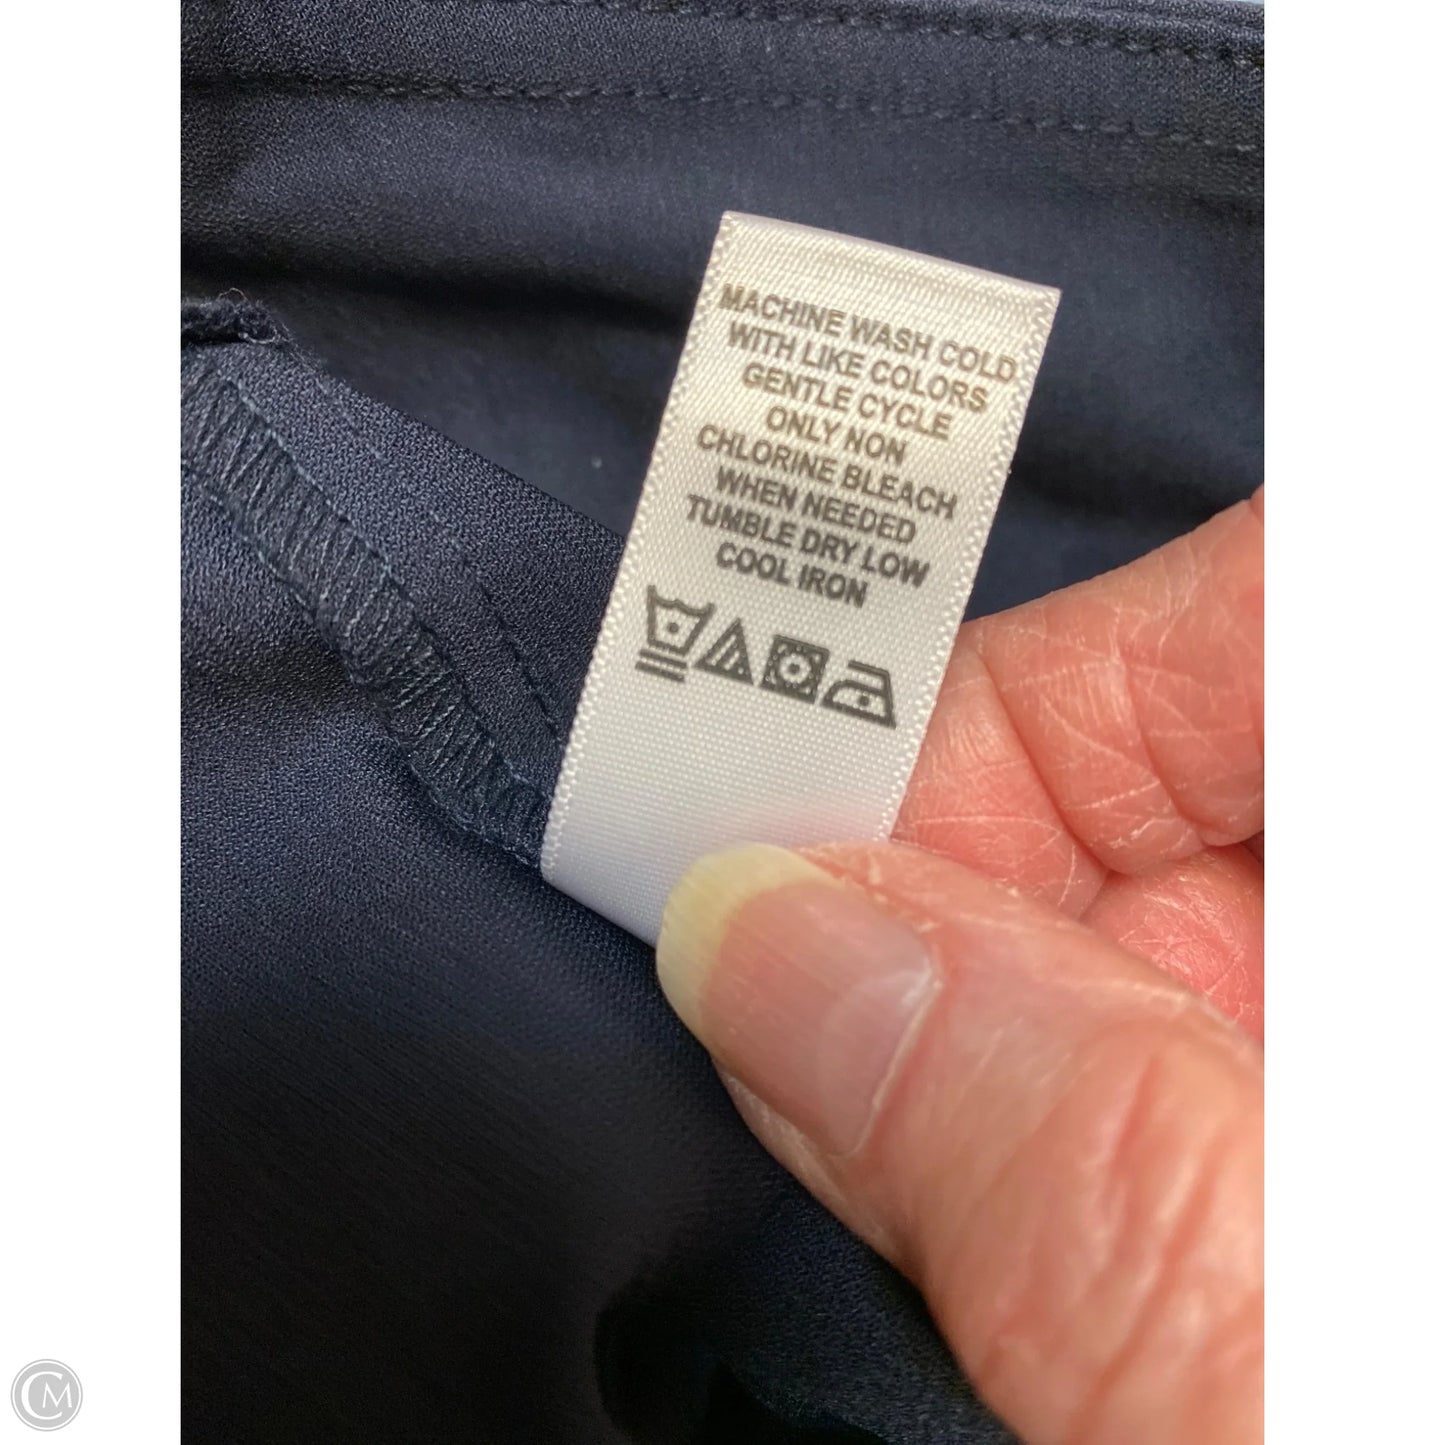 MACHINE WASH COLD
WITH LIKE COLORS
GENTLE CYCLE
ONLY NON
CHLORINE BLEACH
WHEN NEEDED
TUMBLE DRY LOW
COOL IRON
CM